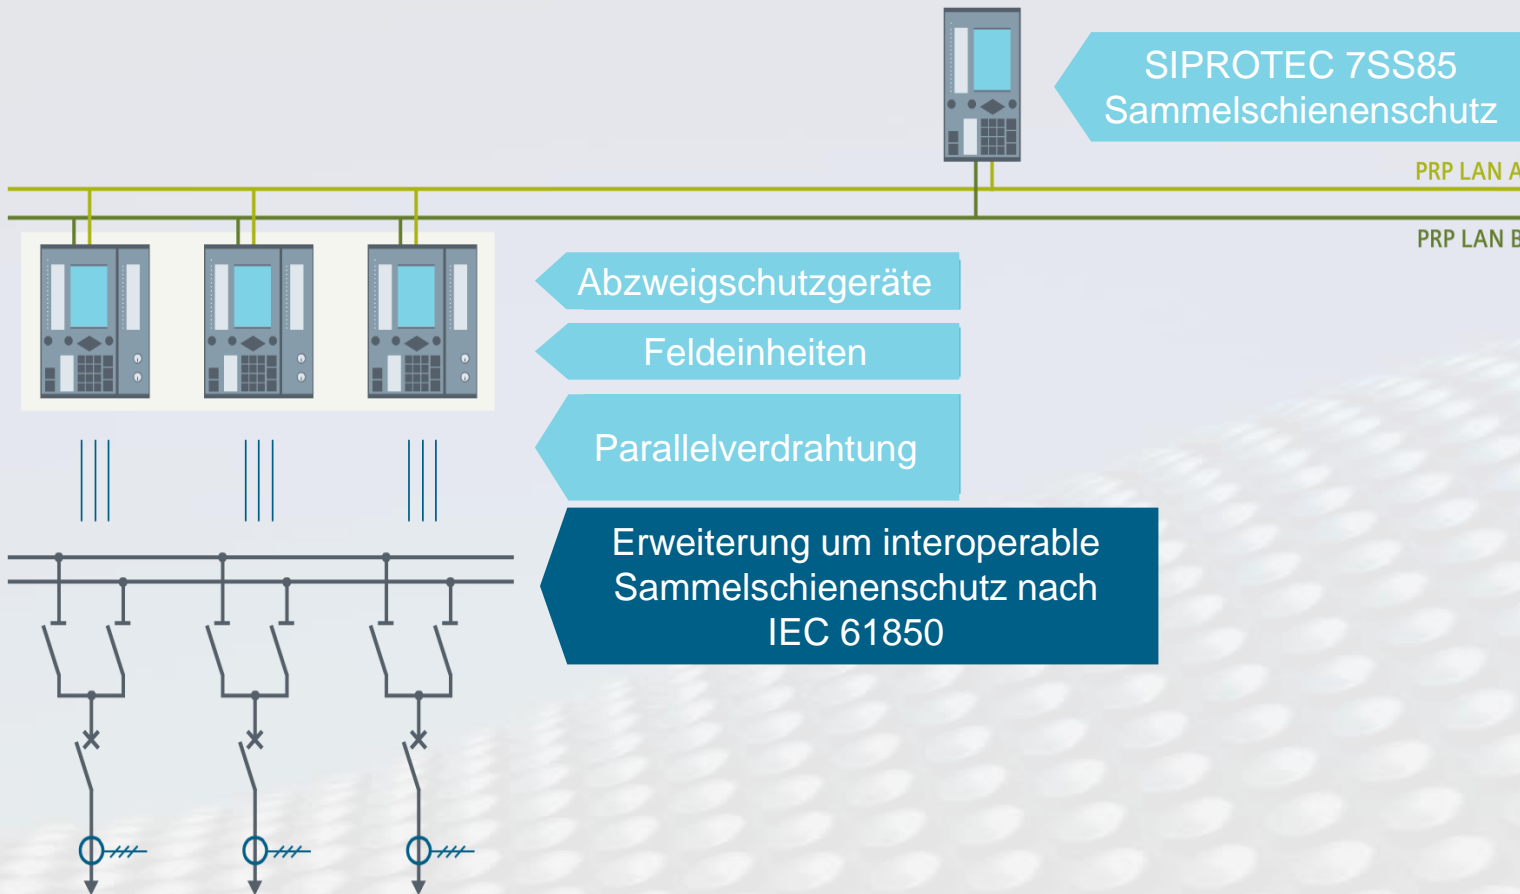 SIPROTEC 7SS85
Sammelschienenschutz
PRP LAN A
PRP LAN B
Abzweigschutzgeräte
Feldeinheiten
Parallelverdrahtung
Erweiterung um interoperable
Sammelschienenschutz nach
IEC 61850